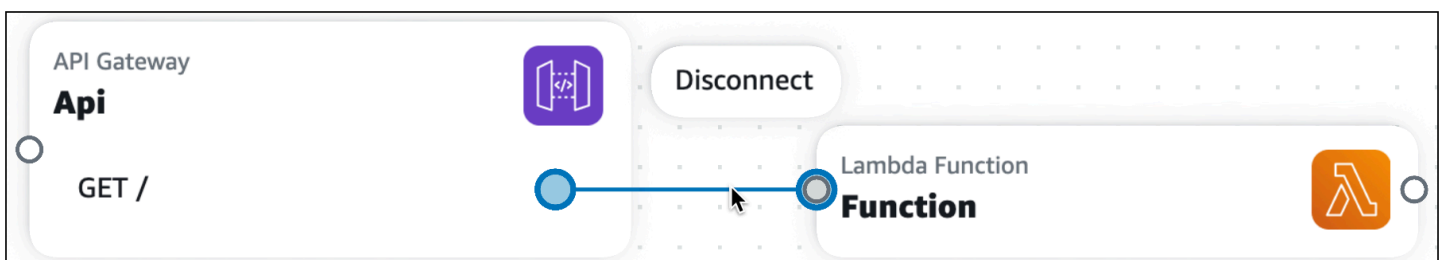 API Gateway
Api
GET /
Disconnect
Lambda Function
Function